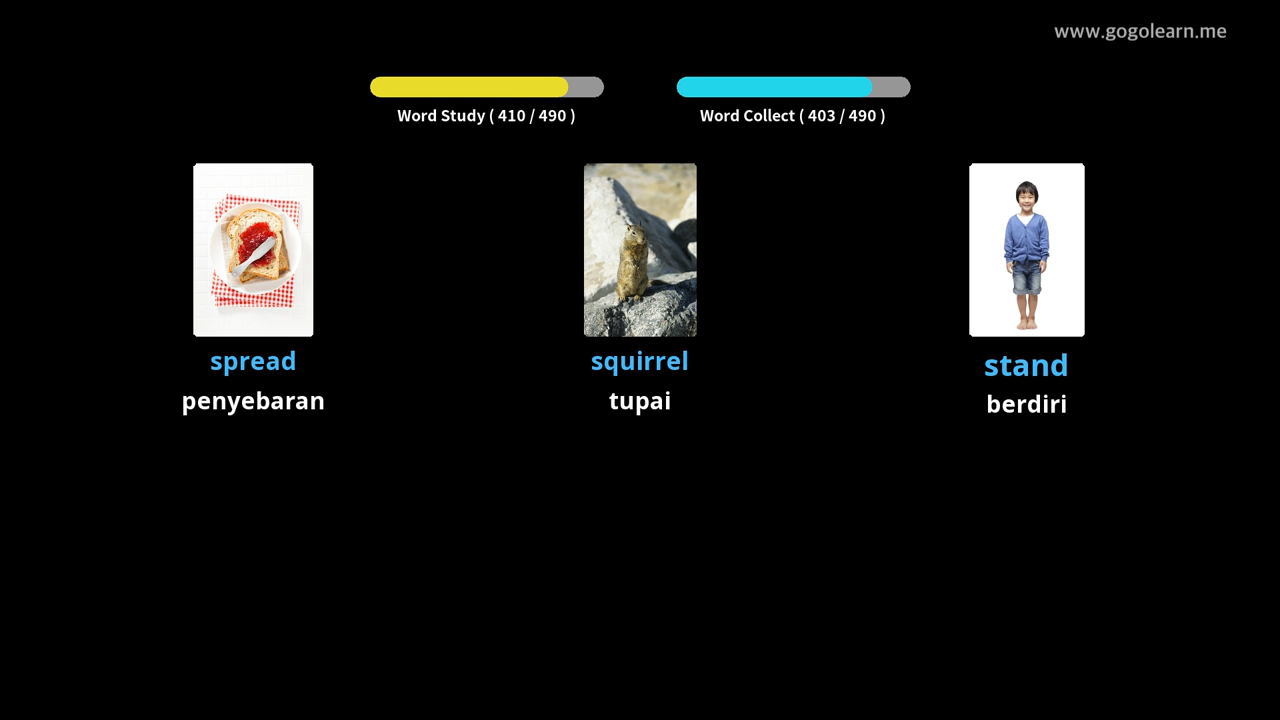 www.gogolearn.me
Word Study ( 410 / 490 )
Word Collect ( 403 / 490 )
spread
squirrel
stand
penyebaran
tupai
berdiri